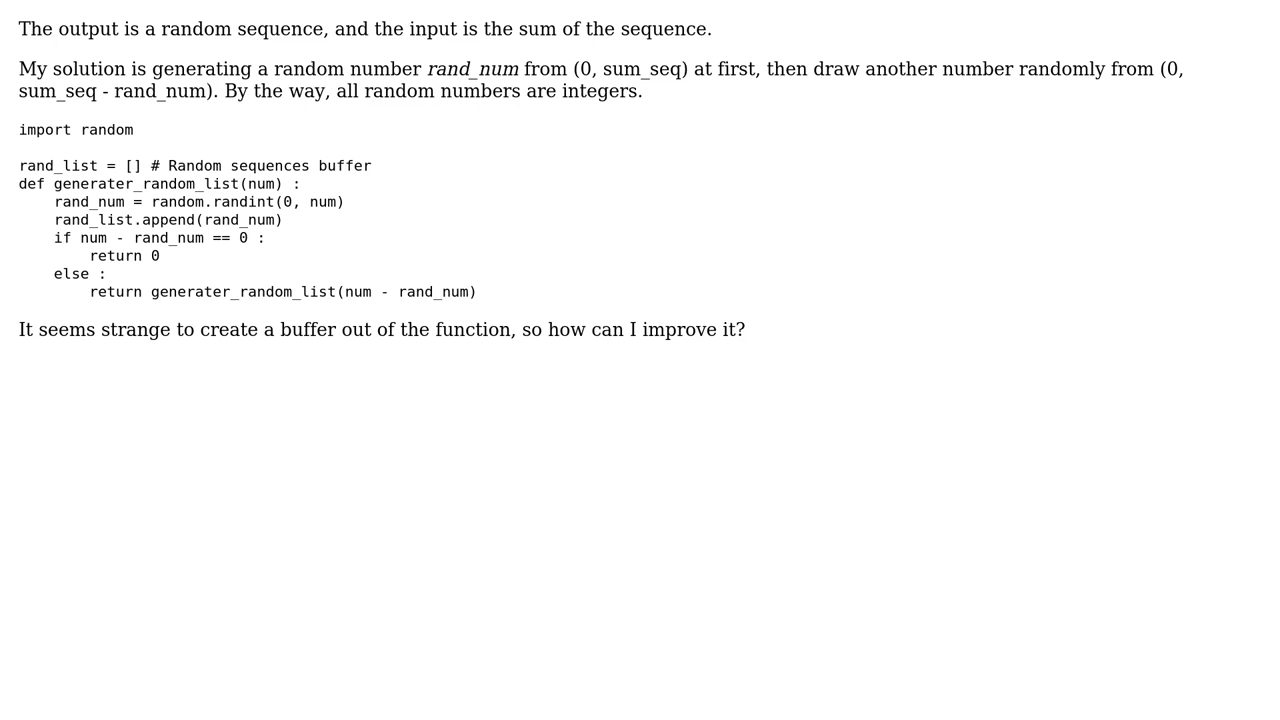 The output is a random sequence, and the input is the sum of the sequence.
My solution is generating a random number rand_num from (0, sum_seq) at first, then draw another number randomly from (0,
sum_seq - rand_num). By the way, all random numbers are integers.
import random
rand_list = [] # Random sequences buffer
def generater_random_list(num) :
    rand_num = random.randint(0, num)
    rand_list.append(rand_num)
    if num - rand_num == 0 :
        return 0
    else :
        return generater_random_list(num - rand_num)
It seems strange to create a buffer out of the function, so how can I improve it?